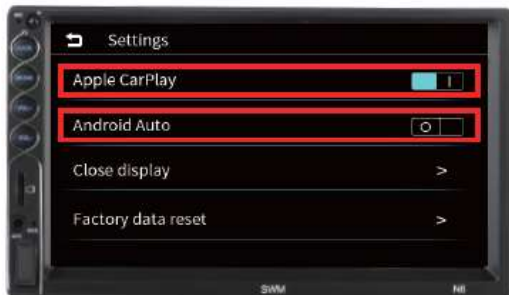 Settings
Apple CarPlay
I
Android Auto
O
Close display
>
Factory data reset
>
SWM
N6